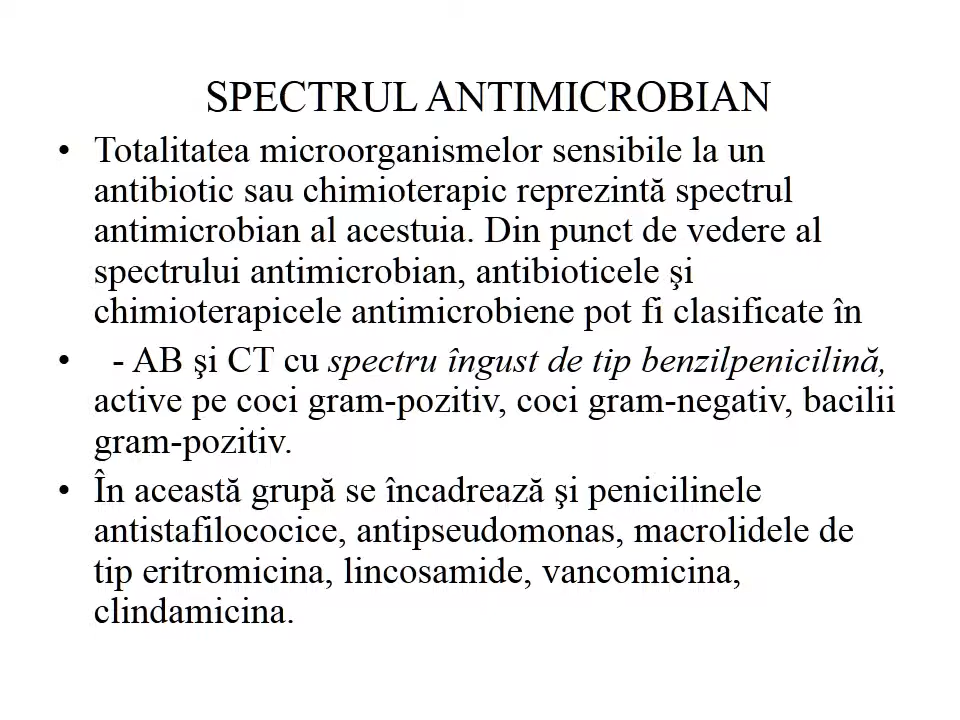 SPECTRUL ANTIMICROBIAN
• Totalitatea microorganismelor sensibile la un
antibiotic sau chimioterapic reprezintă spectrul
antimicrobian al acestuia. Din punct de vedere al
spectrului antimicrobian, antibioticele şi
chimioterapicele antimicrobiene pot fi clasificate în
• - AB şi CT cu spectru îngust de tip benzilpenicilină,
active pe coci gram-pozitiv, coci gram-negativ, bacilii
gram-pozitiv.
• În această grupă se încadrează şi penicilinele
antistafilococice, antipseudomonas, macrolidele de
tip eritromicina, lincosamide, vancomicina,
clindamicina.